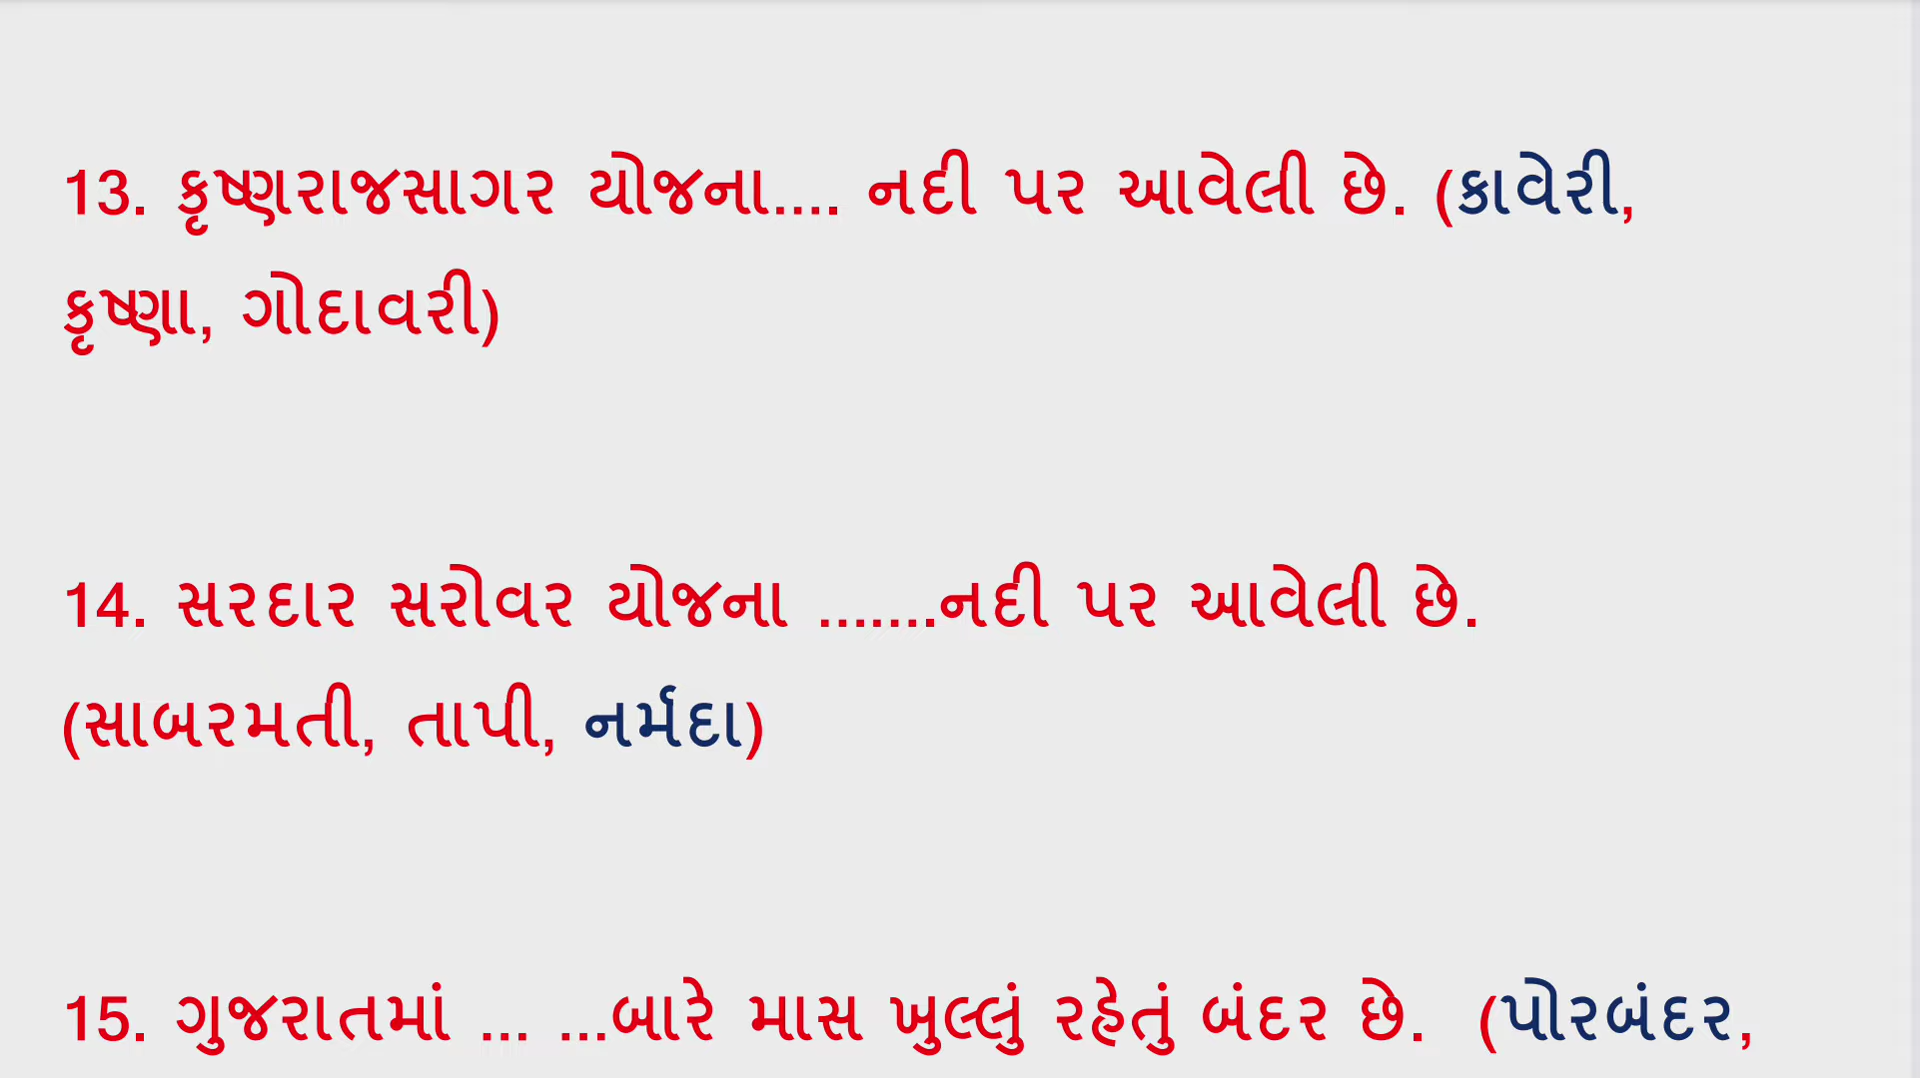 13. કૃષ્ણરાજસાગર યોજના.... નદી પર આવેલી છે. (કાવેરી,
કૃષ્ણા, ગોદાવરી)
14. સરદાર સરોવર યોજના .......નદી પર આવેલી છે.
(સાબરમતી, તાપી, નર્મદા)
15. ગુજરાતમાં ... ...બારે માસ ખુલ્લું રહેતું બંદર છે. (પોરબંદર,